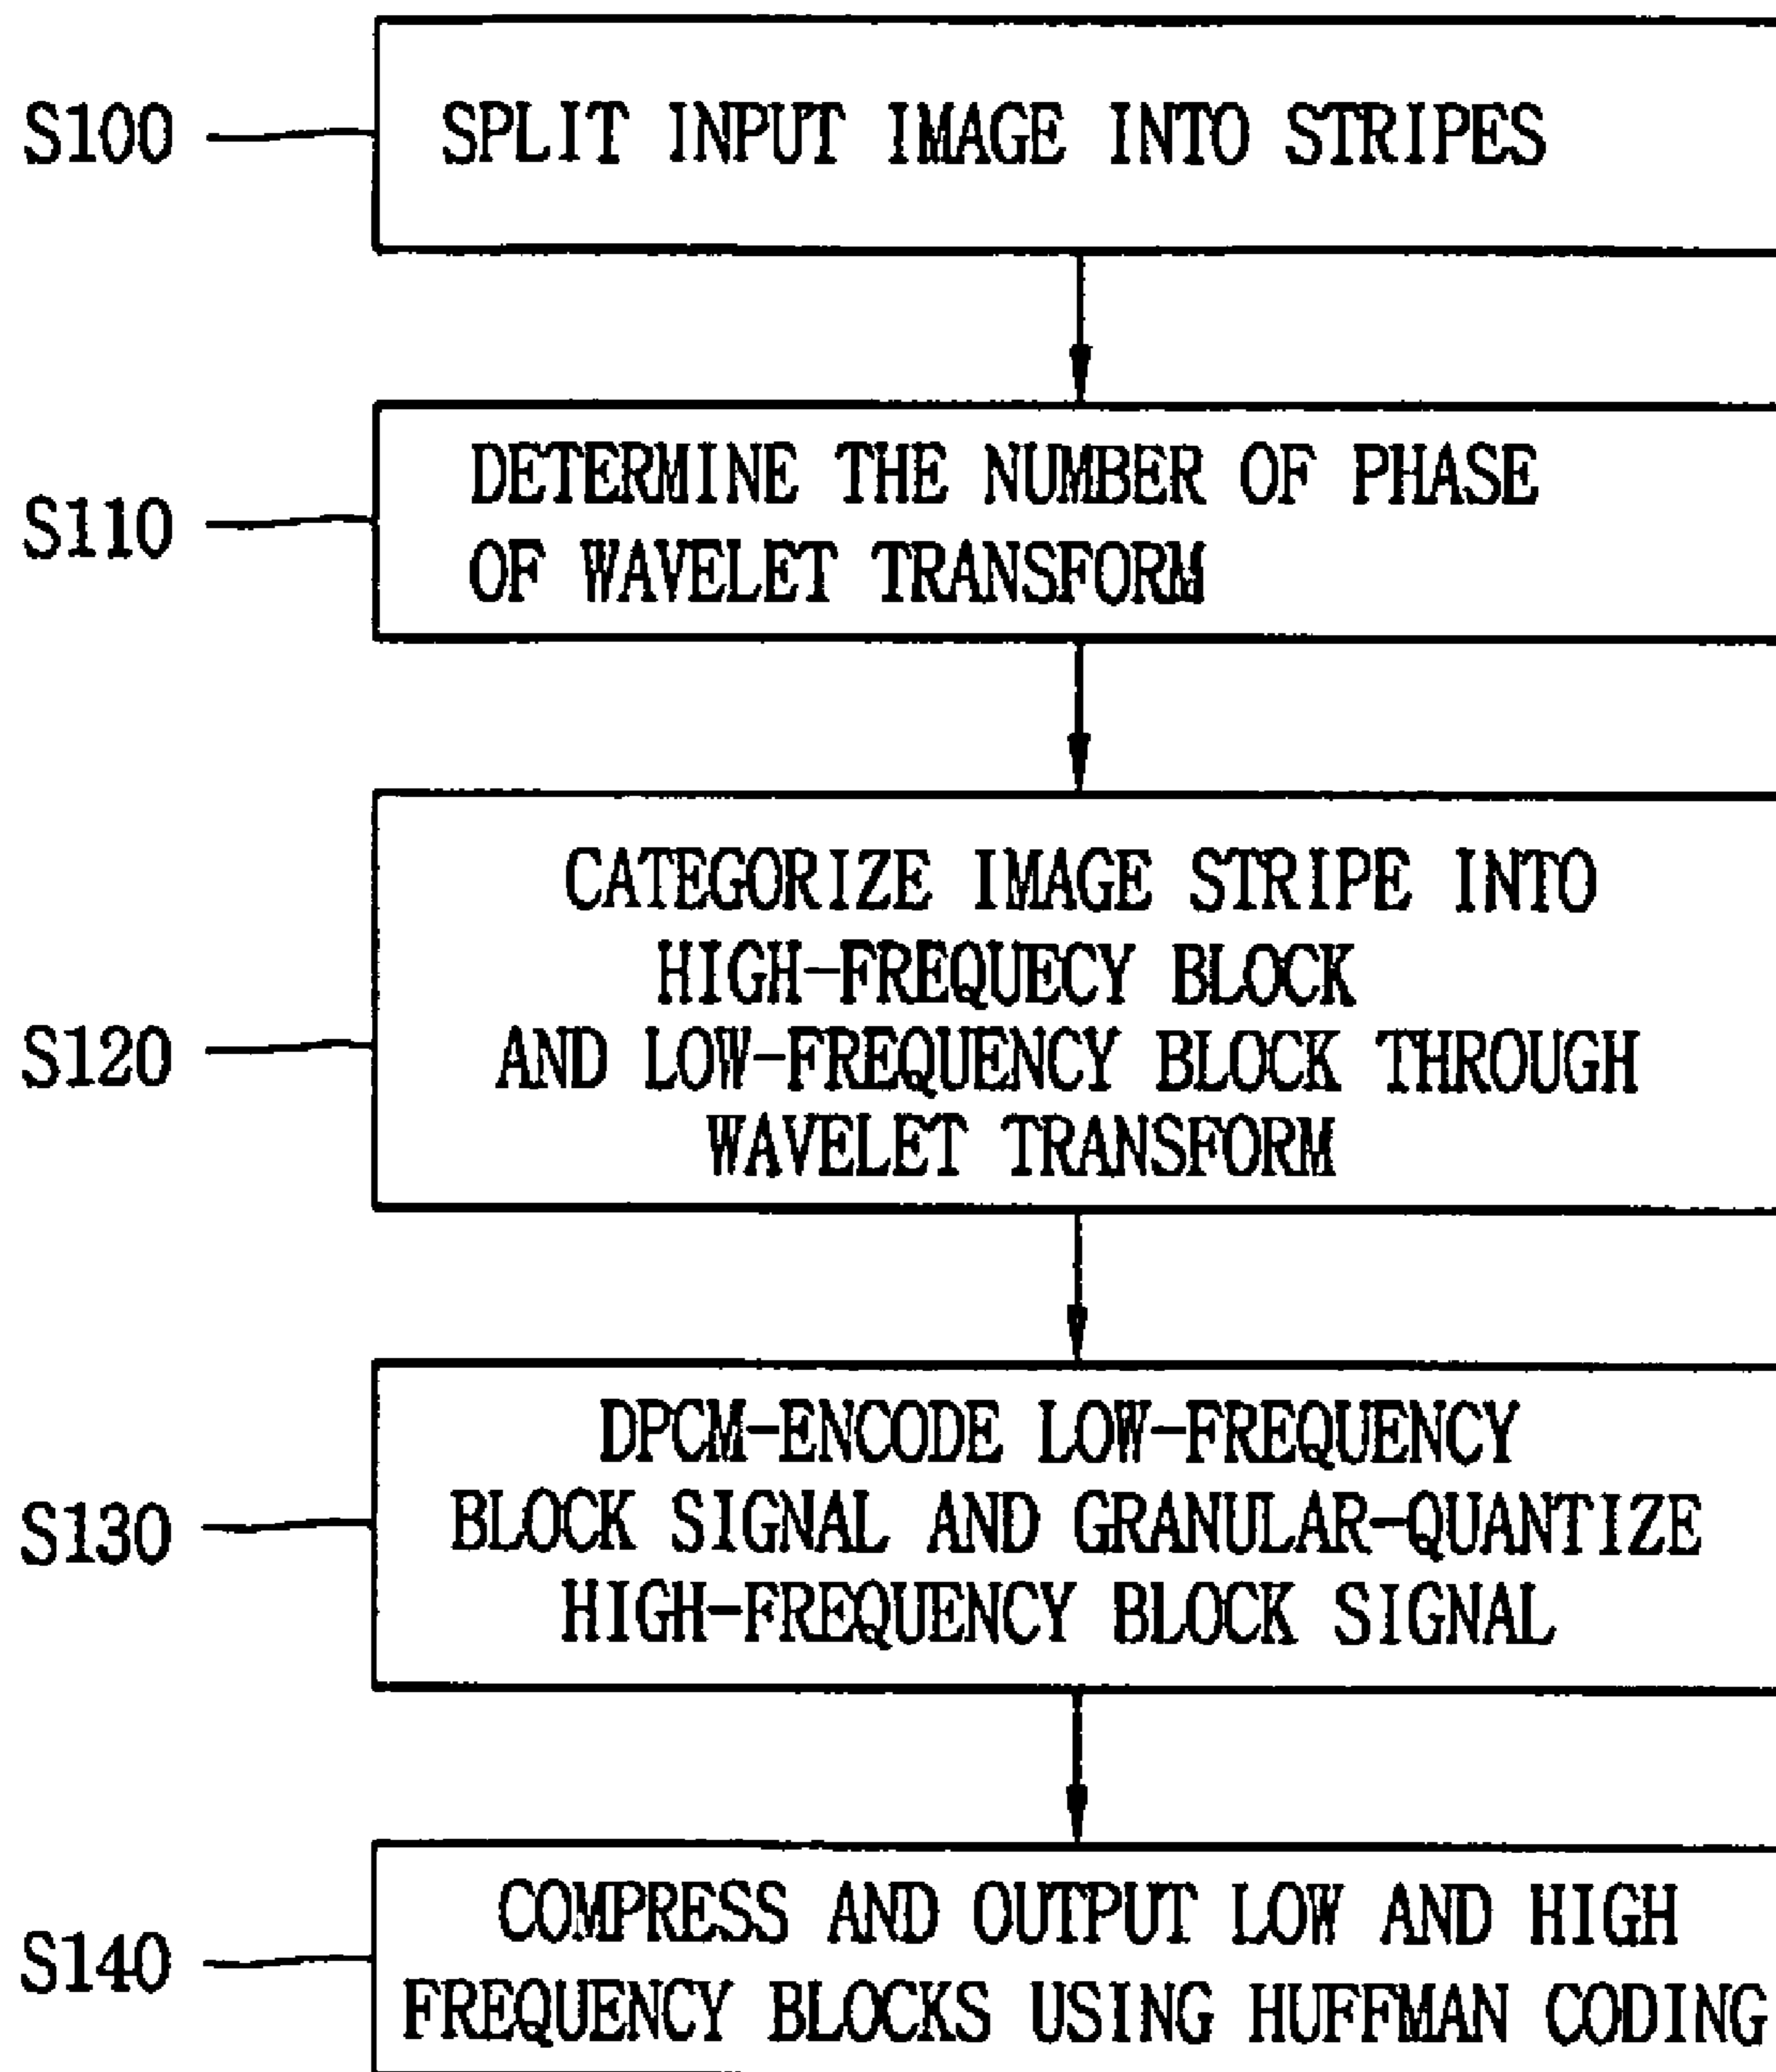 S100
SPLIT INPUT IMAGE INTO STRIPES
S110
DETERMINE THE NUMBER OF PHASE
OF WAVELET TRANSFORM
S120
CATEGORIZE IMAGE STRIPE INTO
HIGH-FREQUECY BLOCK
AND LOW-FREQUENCY BLOCK THROUGH
WAVELET TRANSFORM
S130
DPCM-ENCODE LOW-FREQUENCY
BLOCK SIGNAL AND GRANULAR-QUANTIZE
HIGH-FREQUENCY BLOCK SIGNAL
S140
COMPRESS AND OUTPUT LOW AND HIGH
FREQUENCY BLOCKS USING HUFFMAN CODING